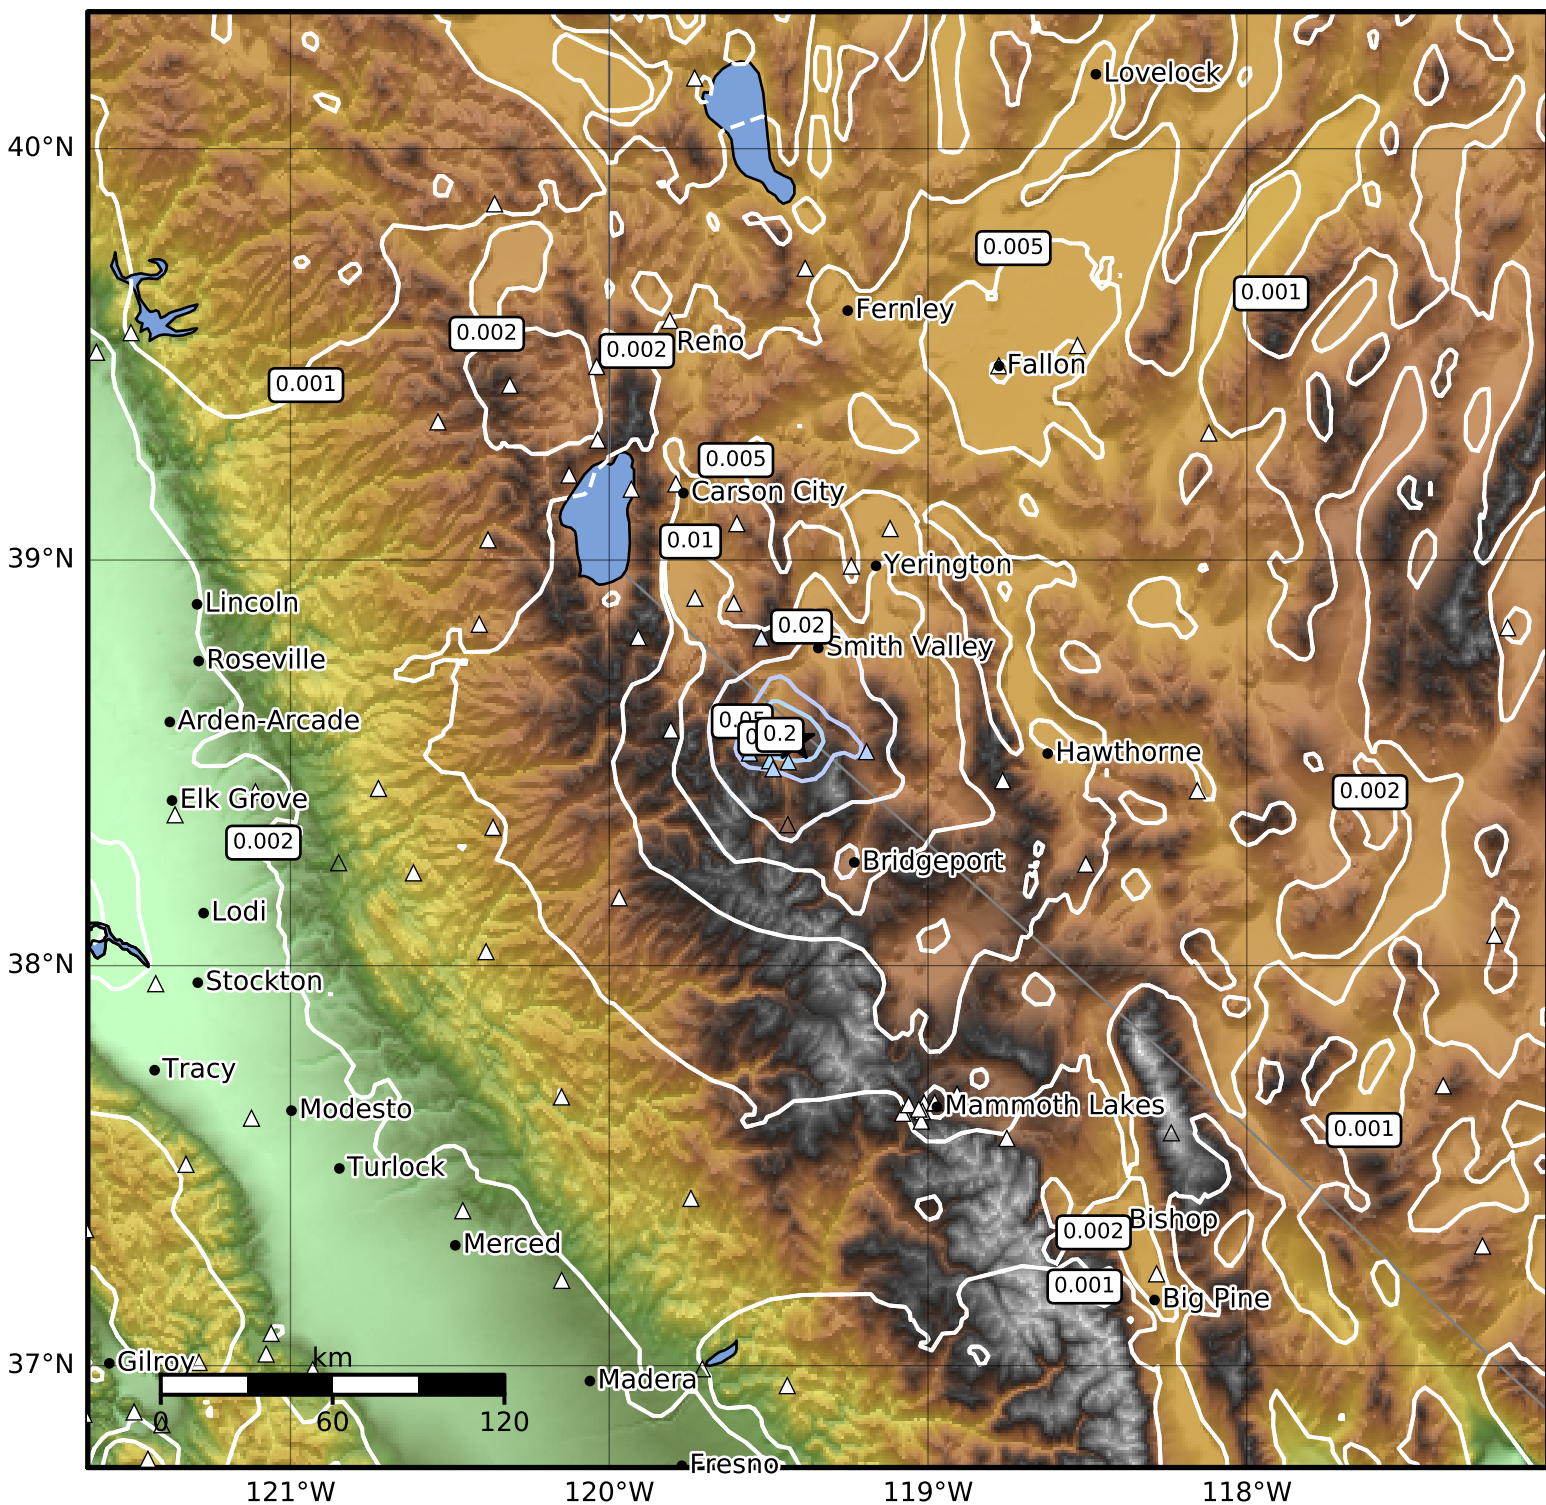 Lovelock
40°N
0.005
0.001
Fernley
0.002
0.002
Reno
Fallon
0.001
0.005
Carson City
0.01
39°N
Yerington
Lincoln
0.02
Smith Valley
Roseville
Arden-Arcade
0.05
0.2
Hawthorne
0.002
Elk Grove
0.002
Bridgeport
Lodi
38°N
Stockton
Tracy
Mammoth Lakes
Modesto
0.001
Turlock
Bishop
0.002
Merced
0.001
Big Pine
37°N
Gilroy
km
Madera
0
60
120
Fresno
121°W
120°W
119°W
118°W